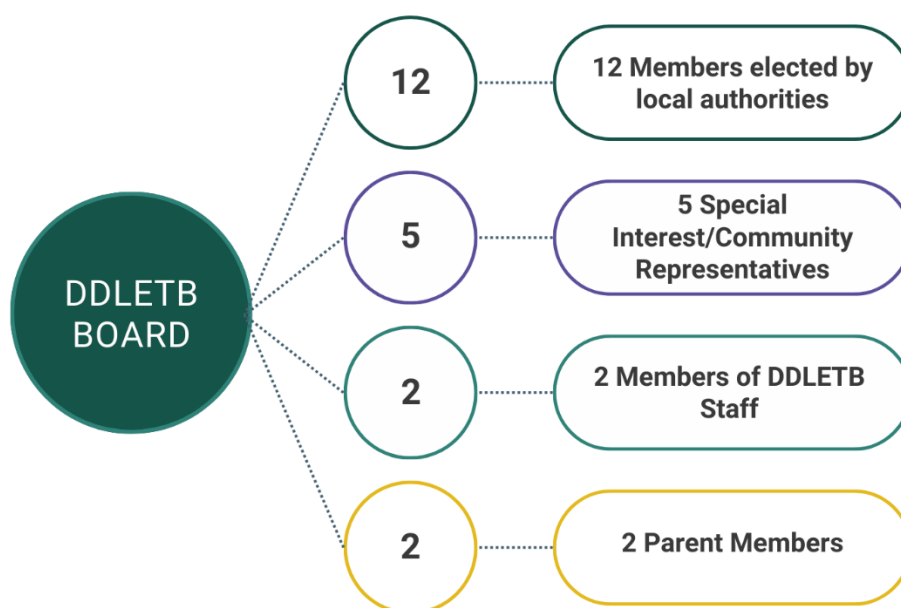 DDLETB
BOARD
12
12 Members elected by
local authorities
5
5 Special
Interest/Community
Representatives
2
2 Members of DDLETB
Staff
2
2 Parent Members